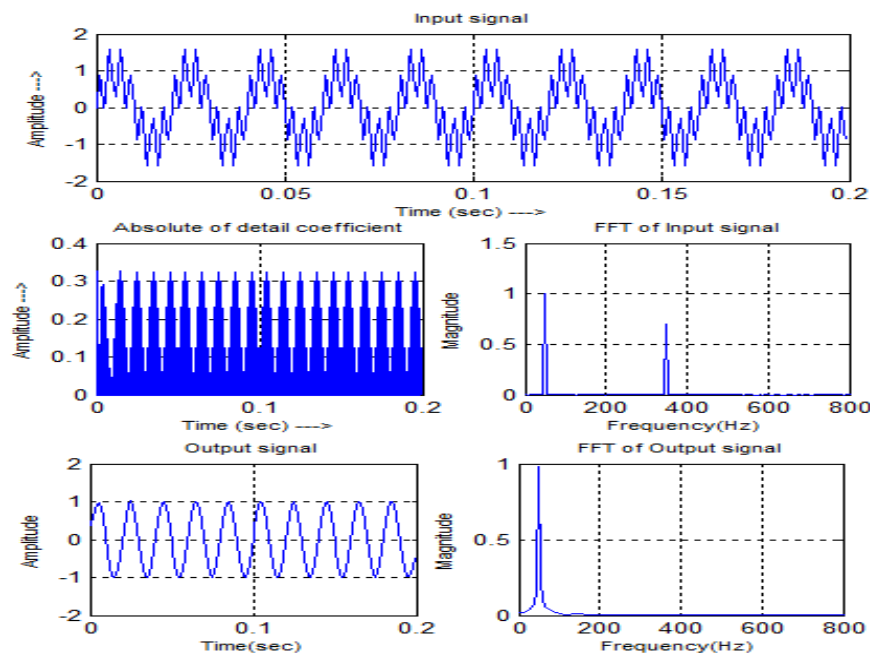 Input signal
Amplitude --->
2
1
0
-1
-2
0 0.05 0.1 0.15 0.2
Time (sec) --->
Absolute of detail coefficient
Amplitude --->
0.4
0.3
0.2
0.1
0
0 0.1 0.2
Time (sec) --->
FFT of Input signal
Magnitude
1.5
1
0.5
0
0 200 400 600 800
Frequency(Hz)
Output signal
Amplitude
2
1
0
-1
-2
0 0.1 0.2
Time(sec)
FFT of Output signal
Magnitude
1
0.5
0
0 200 400 600 800
Frequency(Hz)